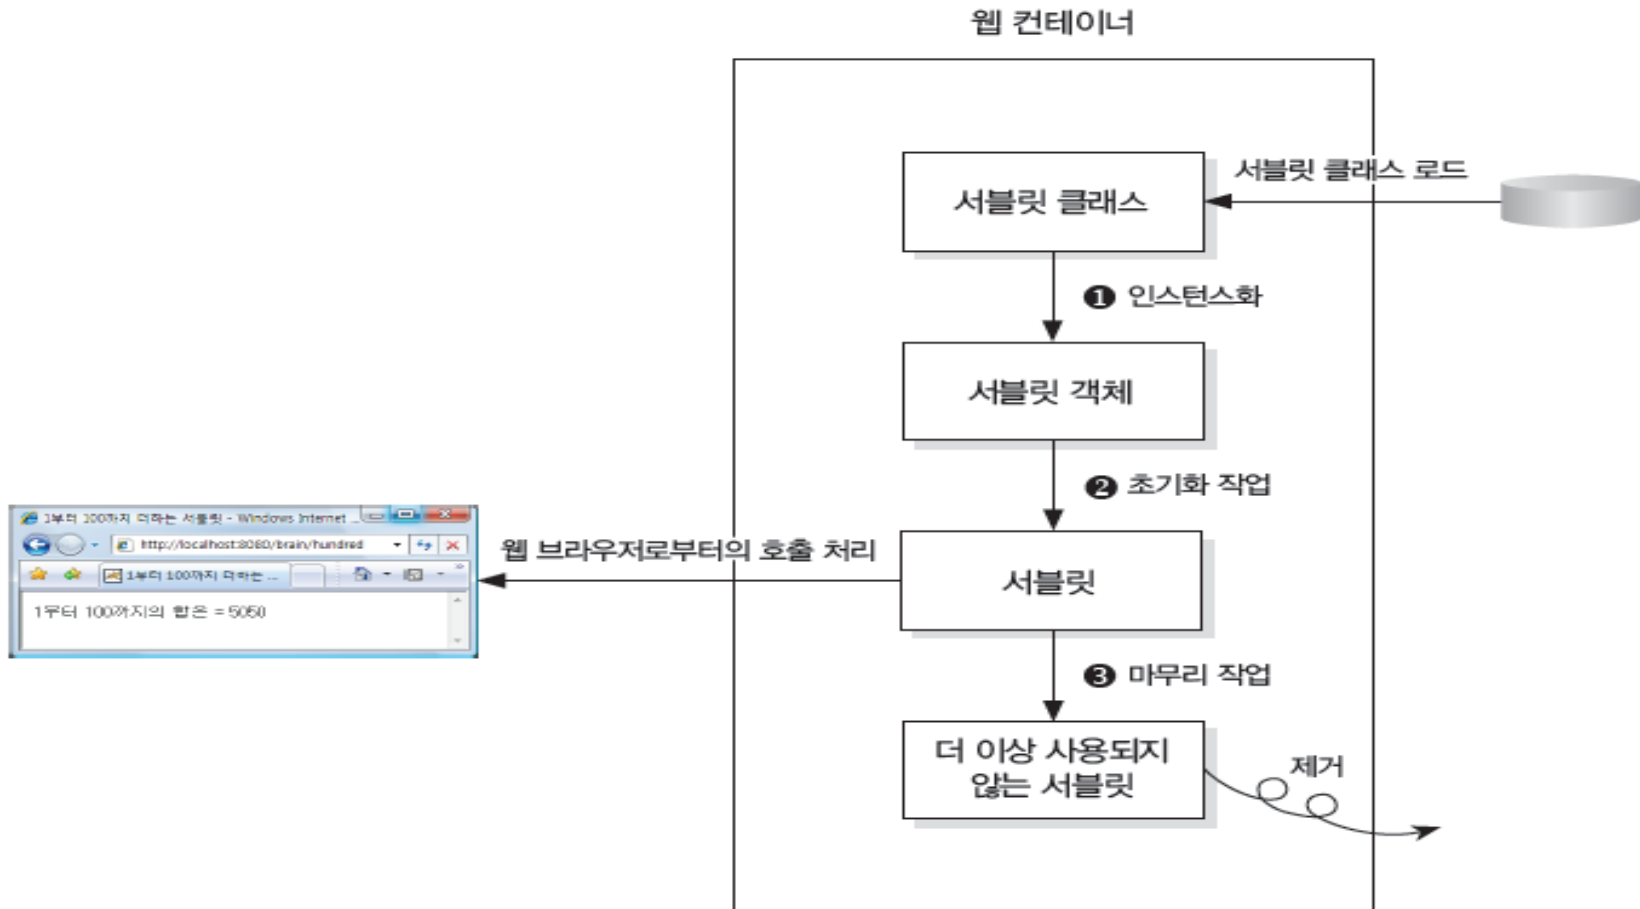 웹 컨테이너
서블릿 클래스 로드
서블릿 클래스
❶ 인스턴스화
서블릿 객체
❷ 초기화 작업
1부터 100까지 더하는 서블릿 - Windows Internet ...
http://localhost:8080/brain/hundred
1부터 100까지 더하는 ...
1부터 100까지의 합은 = 5050
웹 브라우저로부터의 호출 처리
서블릿
❸ 마무리 작업
더 이상 사용되지
않는 서블릿
제거